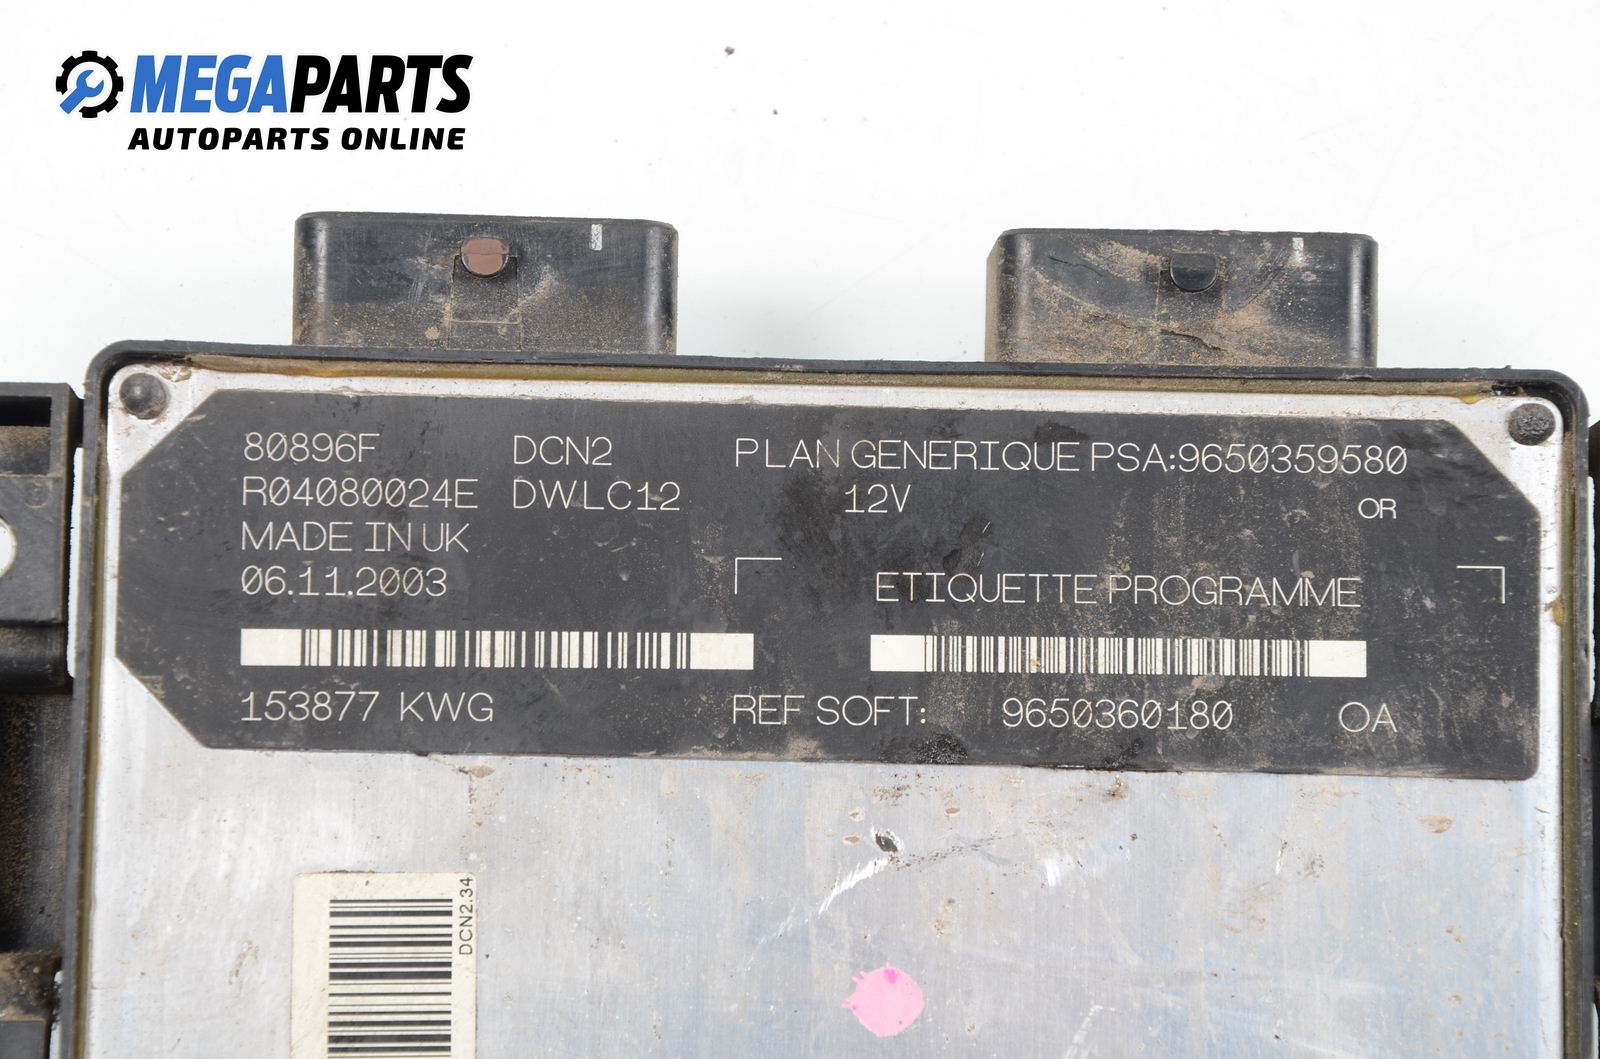 MEGAPARTS
AUTOPARTS ONLINE
80896F DCN2 PLAN GENERIQUE PSA:9650359580
R04080024E DWLC12 12V OR
MADE IN UK
06.11.2003 ETIQUETTE PROGRAMME
153877 KWG REF SOFT: 9650360180 OA
DCN2.34